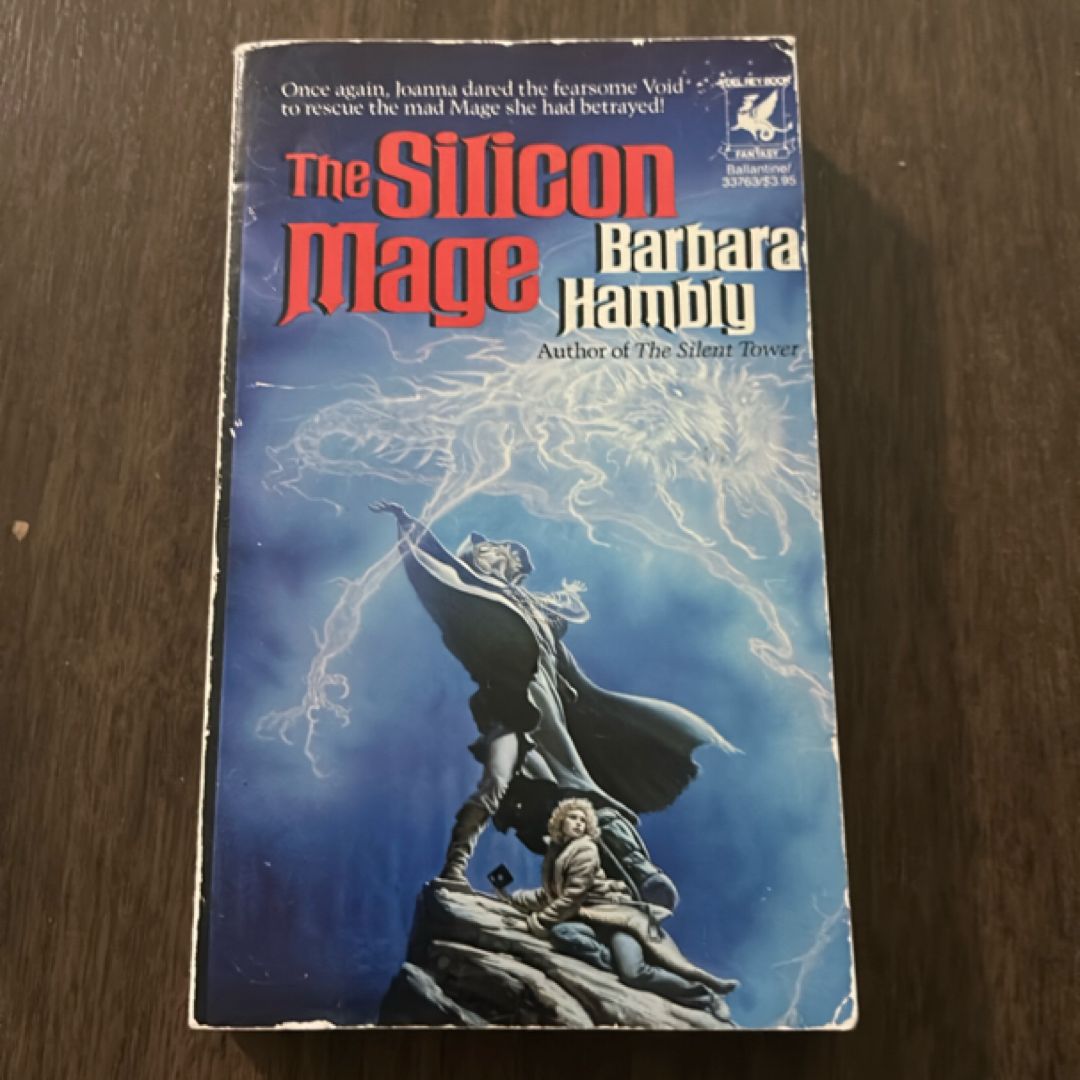 Once again, Joanna dared the fearsome Void
to rescue the mad Mage she had betrayed!
A DEL REY BOOK
FANTASY
Ballantine/
33763/$3.95
The Silicon
Mage
Barbara
Hambly
Author of The Silent Tower